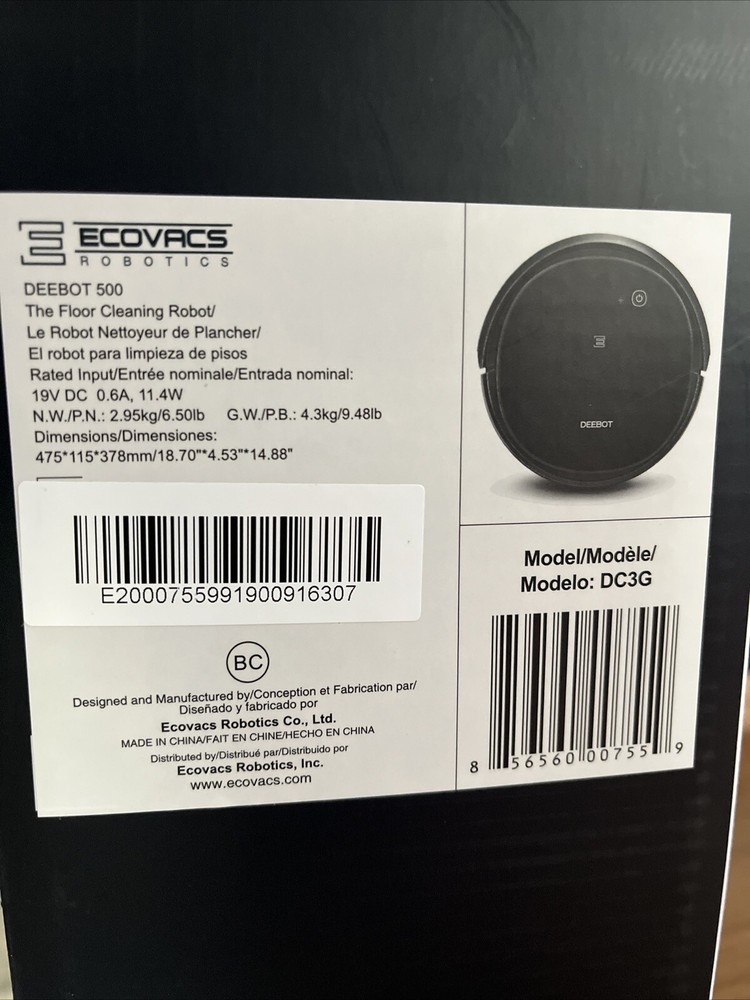 ECOVACS
ROBOTICS
DEEBOT 500
The Floor Cleaning Robot/
Le Robot Nettoyeur de Plancher/
El robot para limpieza de pisos
Rated Input/Entrée nominale/Entrada nominal:
19V DC 0.6A, 11.4W
N.W./P.N.: 2.95kg/6.50lb G.W./P.B.: 4.3kg/9.48lb
Dimensions/Dimensiones:
475*115*378mm/18.70"*4.53"*14.88"
E2000755991900916307
BC
Designed and Manufactured by/Conception et Fabrication par/
Diseñado y fabricado por
Ecovacs Robotics Co., Ltd.
MADE IN CHINA/FAIT EN CHINE/HECHO EN CHINA
Distributed by/Distribué par/Distribuido por
Ecovacs Robotics, Inc.
www.ecovacs.com
DEEBOT
Model/Modèle/
Modelo: DC3G
8 56560 00755 9